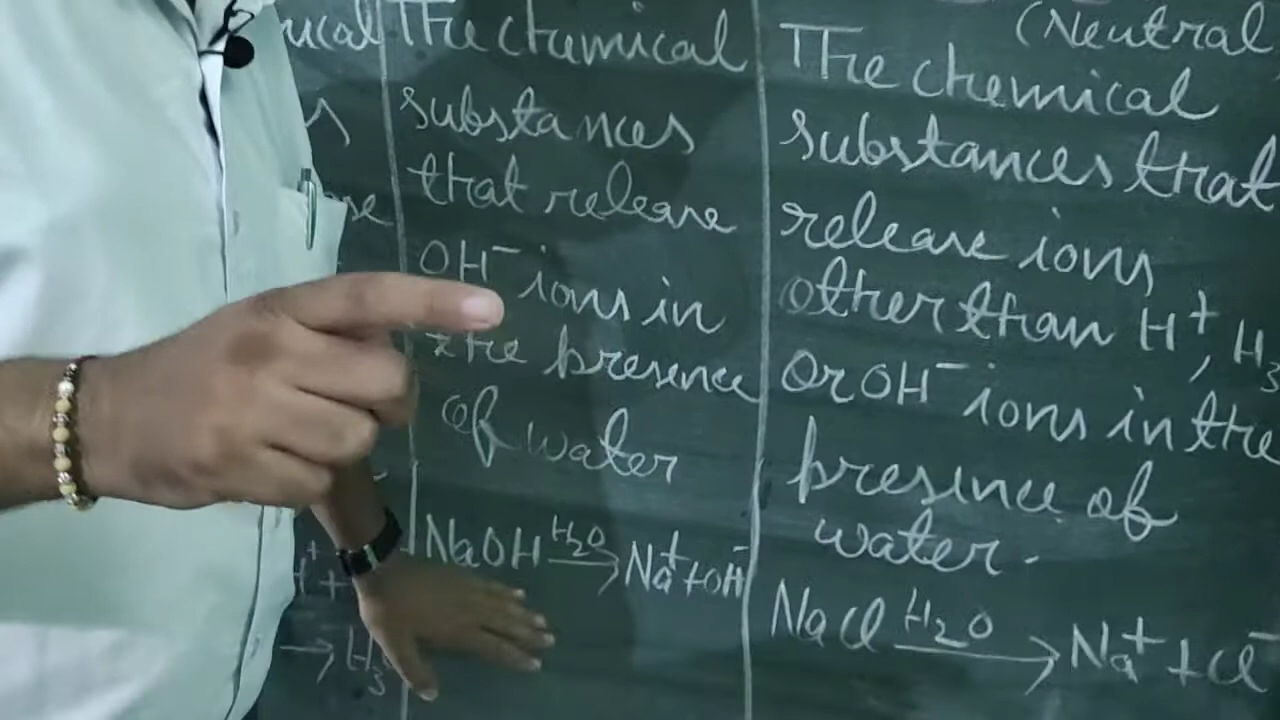 The chemical
substances
that release
OH⁻ ions in
the presence
of water
NaOH H₂O→ Na⁺+OH⁻
(Neutral
The chemical
substances that
release ions
other than H⁺, H₃
Or OH⁻ ions in the
presence of
water.
NaCl H₂O→ Na⁺+Cl⁻